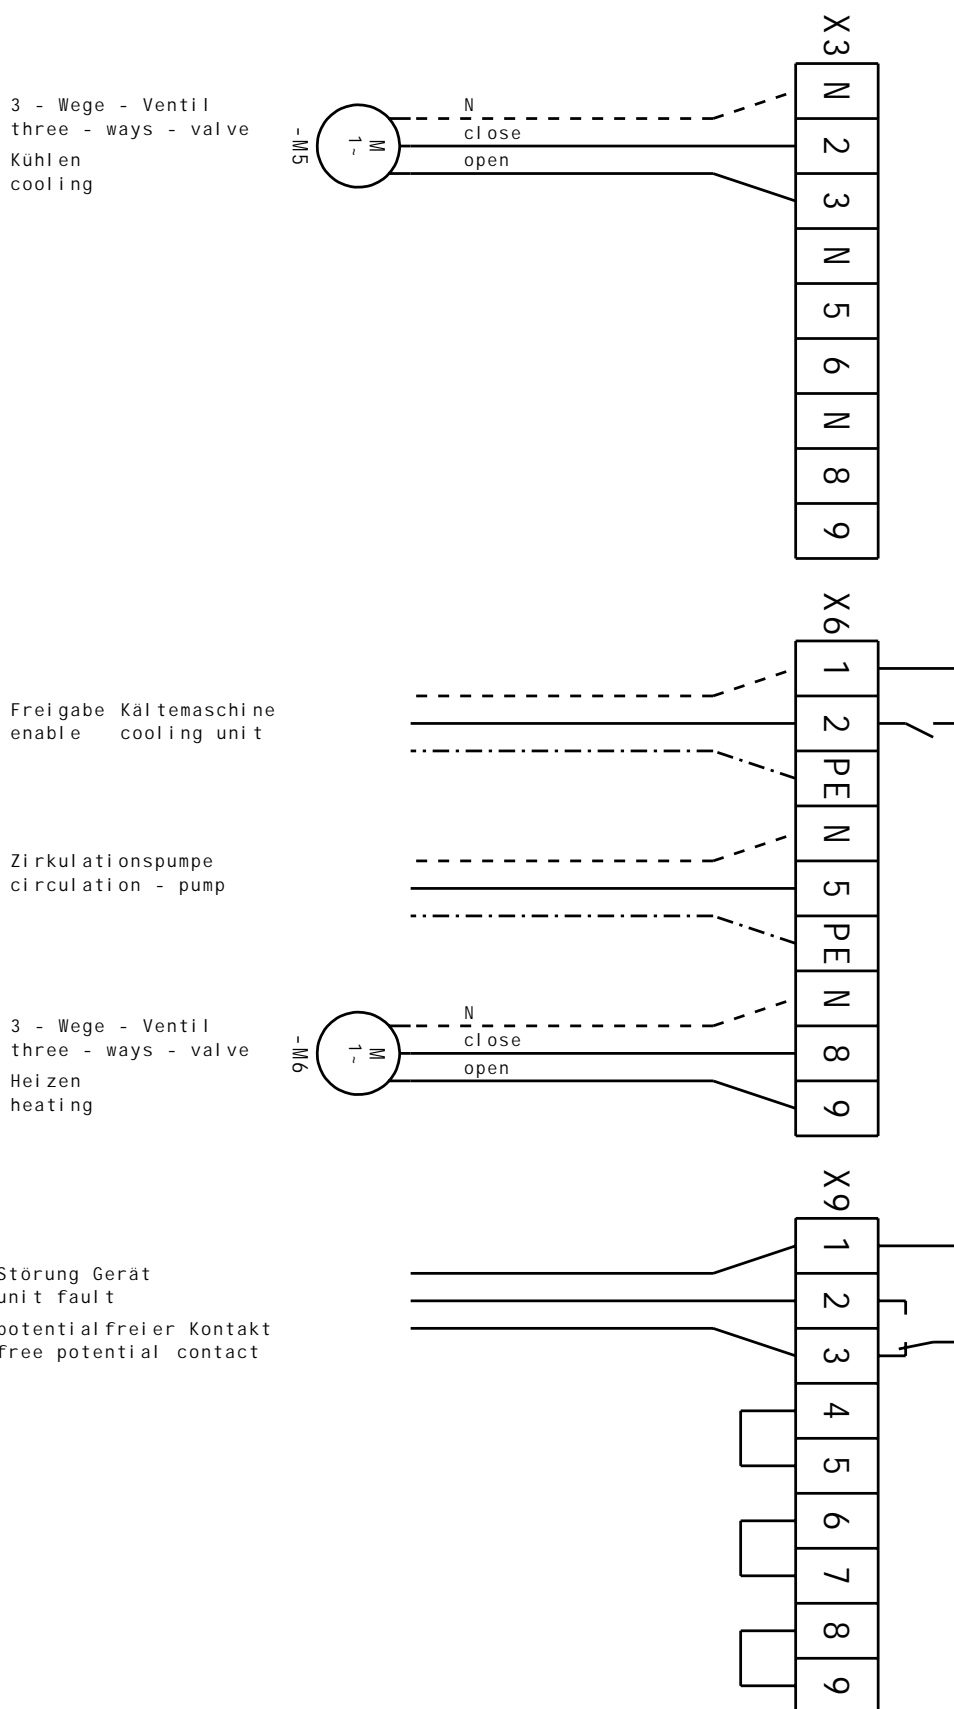 X3
N
2
3
N
5
6
N
8
9
3 - Wege - Ventil
three - ways - valve
Kühlen
cooling
-M5
M
1~
N
close
open
X6
1
2
PE
N
5
PE
N
8
9
Freigabe Kältemaschine
enable cooling unit
Zirkulationspumpe
circulation - pump
3 - Wege - Ventil
three - ways - valve
Heizen
heating
-M6
M
1~
N
close
open
X9
1
2
3
4
5
6
7
8
9
Störung Gerät
unit fault
potentialfreier Kontakt
free potential contact